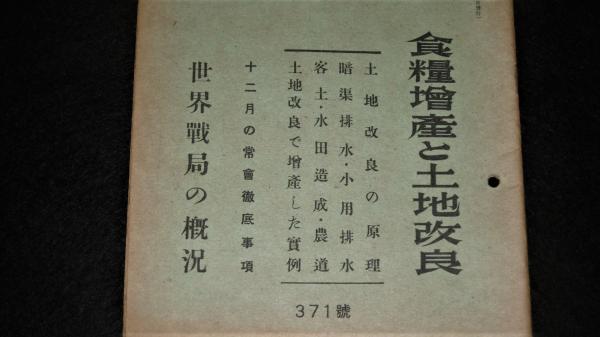 食糧增產と土地改良
土地改良の原理
暗渠排水・小用排水
客土・水田造成・農道
土地改良で增產した實例
十二月の常會徹底事項
世界戰局の概況
371號